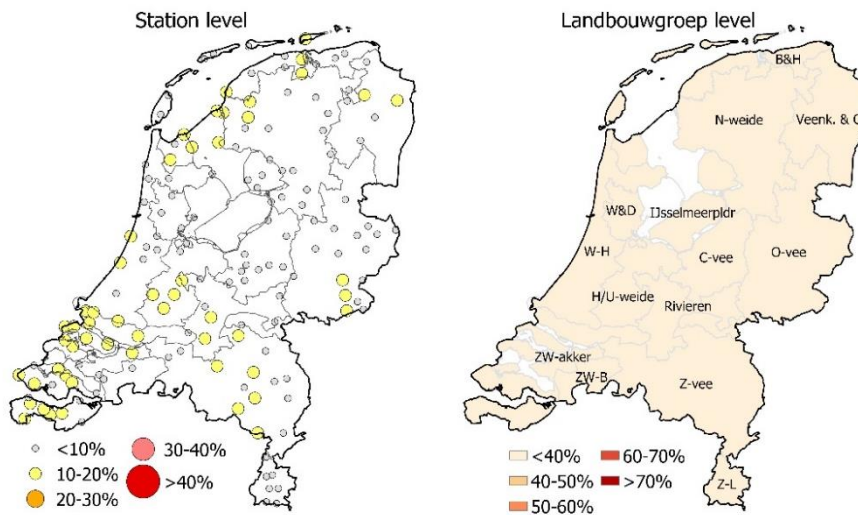 Station level
<10%
10-20%
20-30%
30-40%
>40%
Landbouwgroep level
B&H
N-weide
Veenk. &
W&D
IJsselmeerpldr
W-H
C-vee
O-vee
H/U-weide
Rivieren
ZW-akker
ZW-B
Z-vee
Z-L
<40%
40-50%
50-60%
60-70%
>70%